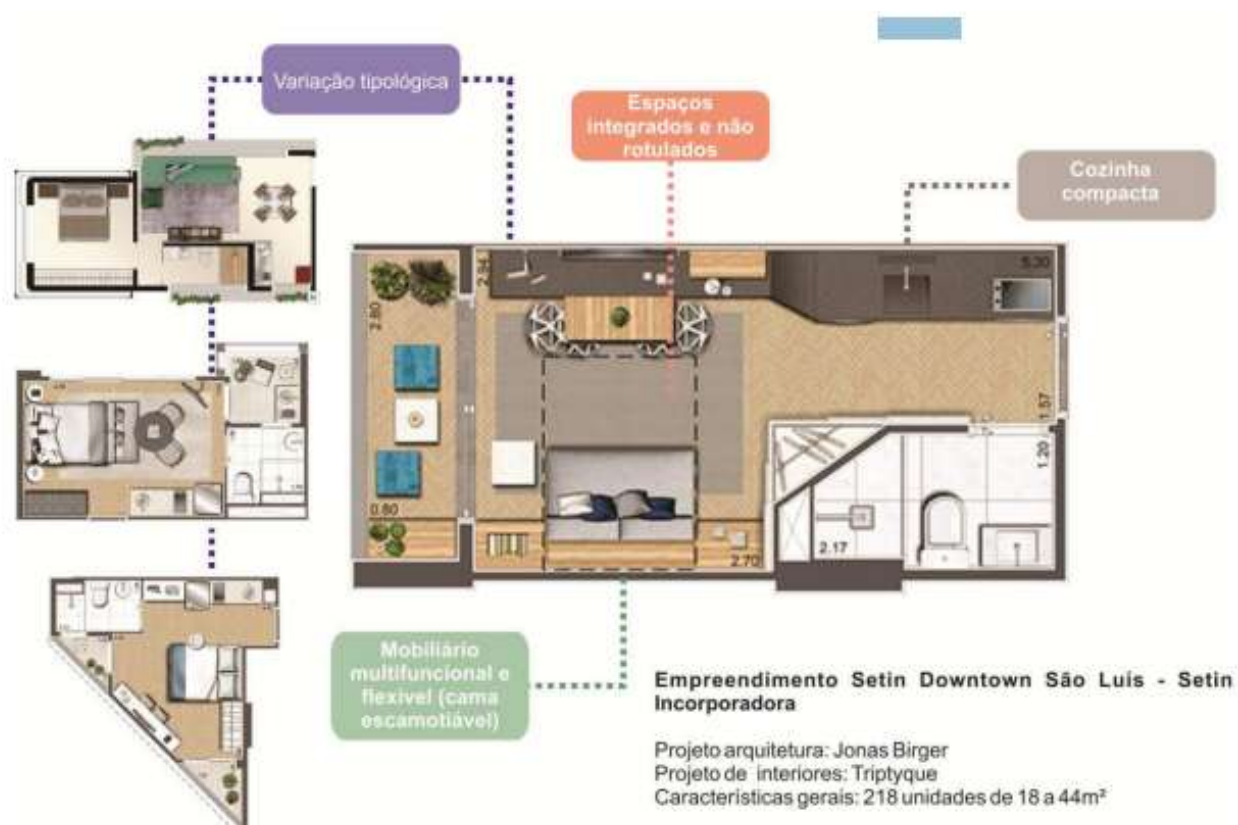 Variação tipológica
Espaços
integrados e não
rotulados
Cozinha
compacta
2.94
5.30
2.80
1.57
1.20
0.80
2.17
2.70
Mobiliário
multifuncional e
flexível (cama
escamotiável)
Empreendimento Setin Downtown São Luís - Setin
Incorporadora
Projeto arquitetura: Jonas Birger
Projeto de interiores: Triptyque
Características gerais: 218 unidades de 18 a 44m²